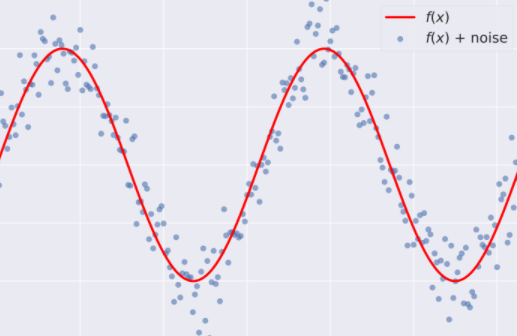 f(x)
f(x) + noise